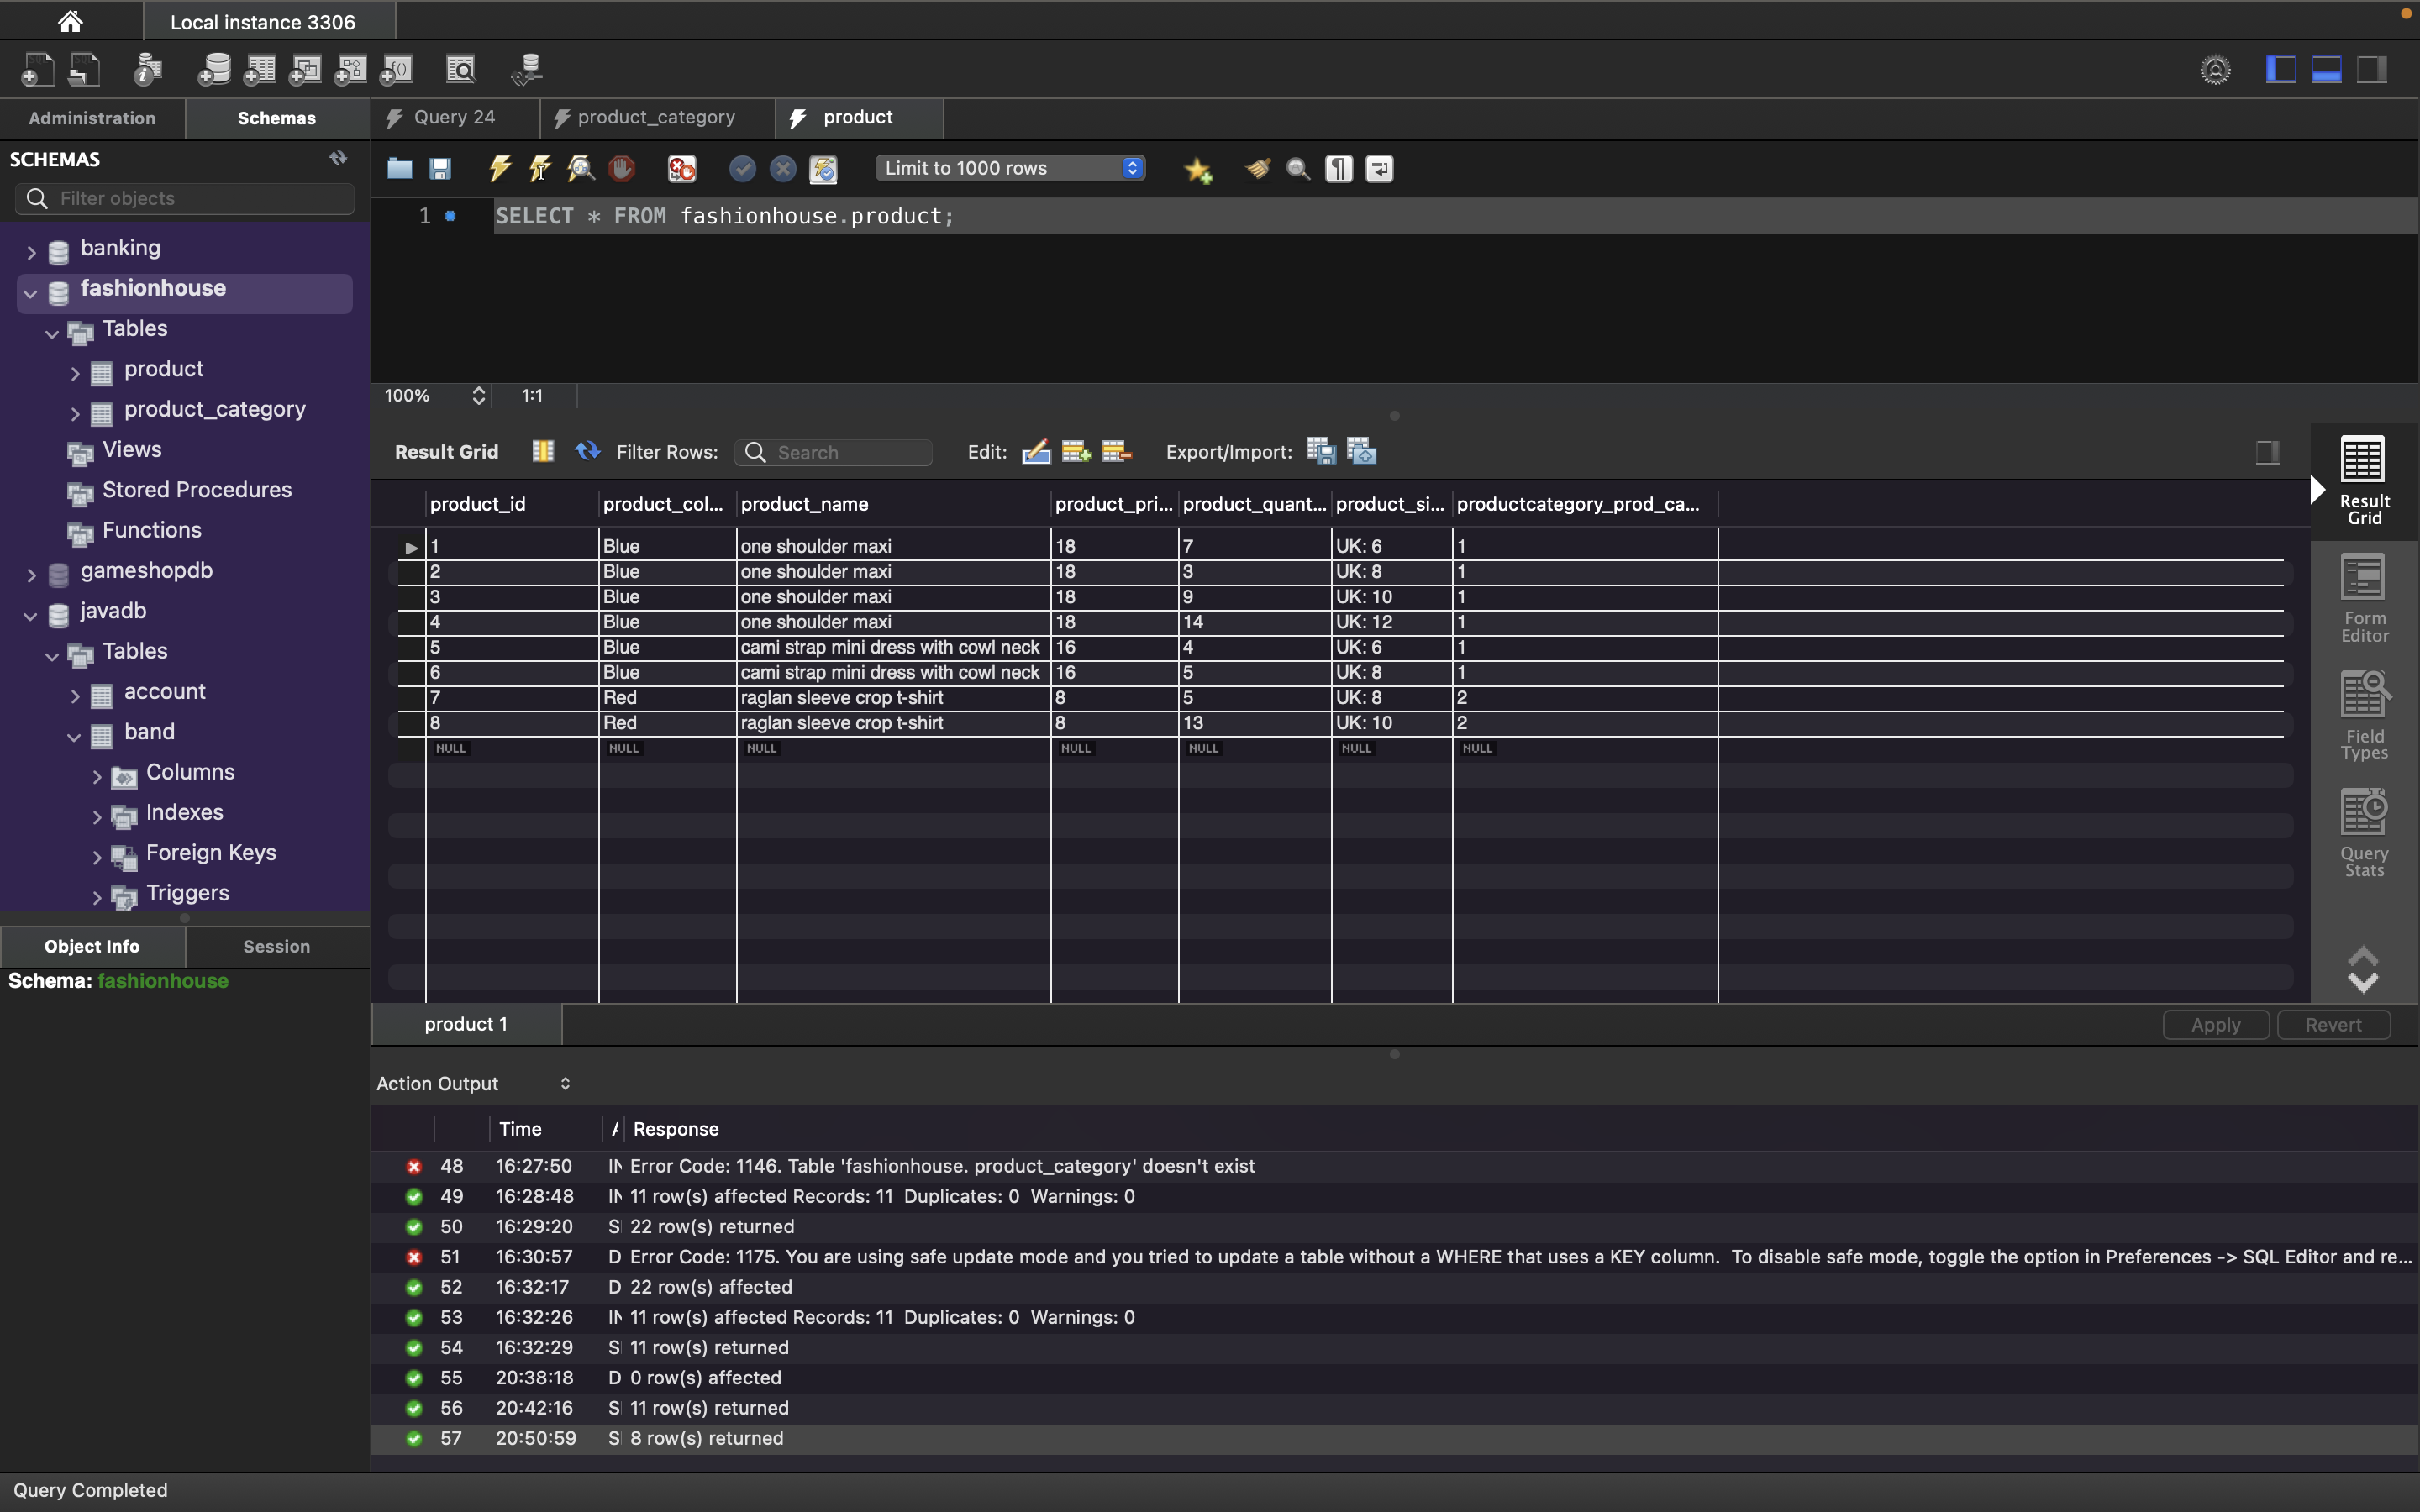 Local instance 3306
Administration Schemas Query 24 product_category product
SCHEMAS
Filter objects
Limit to 1000 rows
1 SELECT * FROM fashionhouse.product;
banking
fashionhouse
Tables
product
product_category
Views
Stored Procedures
Functions
gameshopdb
javadb
Tables
account
band
Columns
Indexes
Foreign Keys
Triggers
Object Info Session
Schema: fashionhouse
100% 1:1
Result Grid Filter Rows: Search Edit: Export/Import:
product_id product_col... product_name product_pri... product_quant... product_si... productcategory_prod_ca...
1 Blue one shoulder maxi 18 7 UK: 6 1
2 Blue one shoulder maxi 18 3 UK: 8 1
3 Blue one shoulder maxi 18 9 UK: 10 1
4 Blue one shoulder maxi 18 14 UK: 12 1
5 Blue cami strap mini dress with cowl neck 16 4 UK: 6 1
6 Blue cami strap mini dress with cowl neck 16 5 UK: 8 1
7 Red raglan sleeve crop t-shirt 8 5 UK: 8 2
8 Red raglan sleeve crop t-shirt 8 13 UK: 10 2
NULL NULL NULL NULL NULL NULL NULL
Result
Grid
Form
Editor
Field
Types
Query
Stats
product 1 Apply Revert
Action Output
Time Response
48 16:27:50 IN Error Code: 1146. Table 'fashionhouse. product_category' doesn't exist
49 16:28:48 IN 11 row(s) affected Records: 11 Duplicates: 0 Warnings: 0
50 16:29:20 S 22 row(s) returned
51 16:30:57 D Error Code: 1175. You are using safe update mode and you tried to update a table without a WHERE that uses a KEY column. To disable safe mode, toggle the option in Preferences -> SQL Editor and re...
52 16:32:17 D 22 row(s) affected
53 16:32:26 IN 11 row(s) affected Records: 11 Duplicates: 0 Warnings: 0
54 16:32:29 S 11 row(s) returned
55 20:38:18 D 0 row(s) affected
56 20:42:16 S 11 row(s) returned
57 20:50:59 S 8 row(s) returned
Query Completed